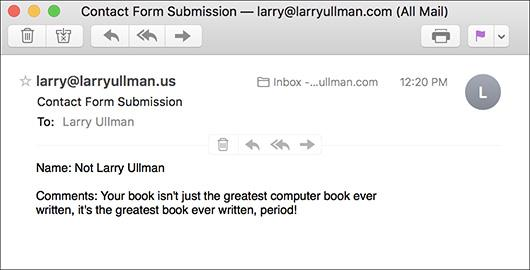 Contact Form Submission — larry@larryullman.com (All Mail)
larry@larryullman.us
Inbox -...ullman.com
12:20 PM
L
Contact Form Submission
To: Larry Ullman
Name: Not Larry Ullman
Comments: Your book isn't just the greatest computer book ever
written, it's the greatest book ever written, period!